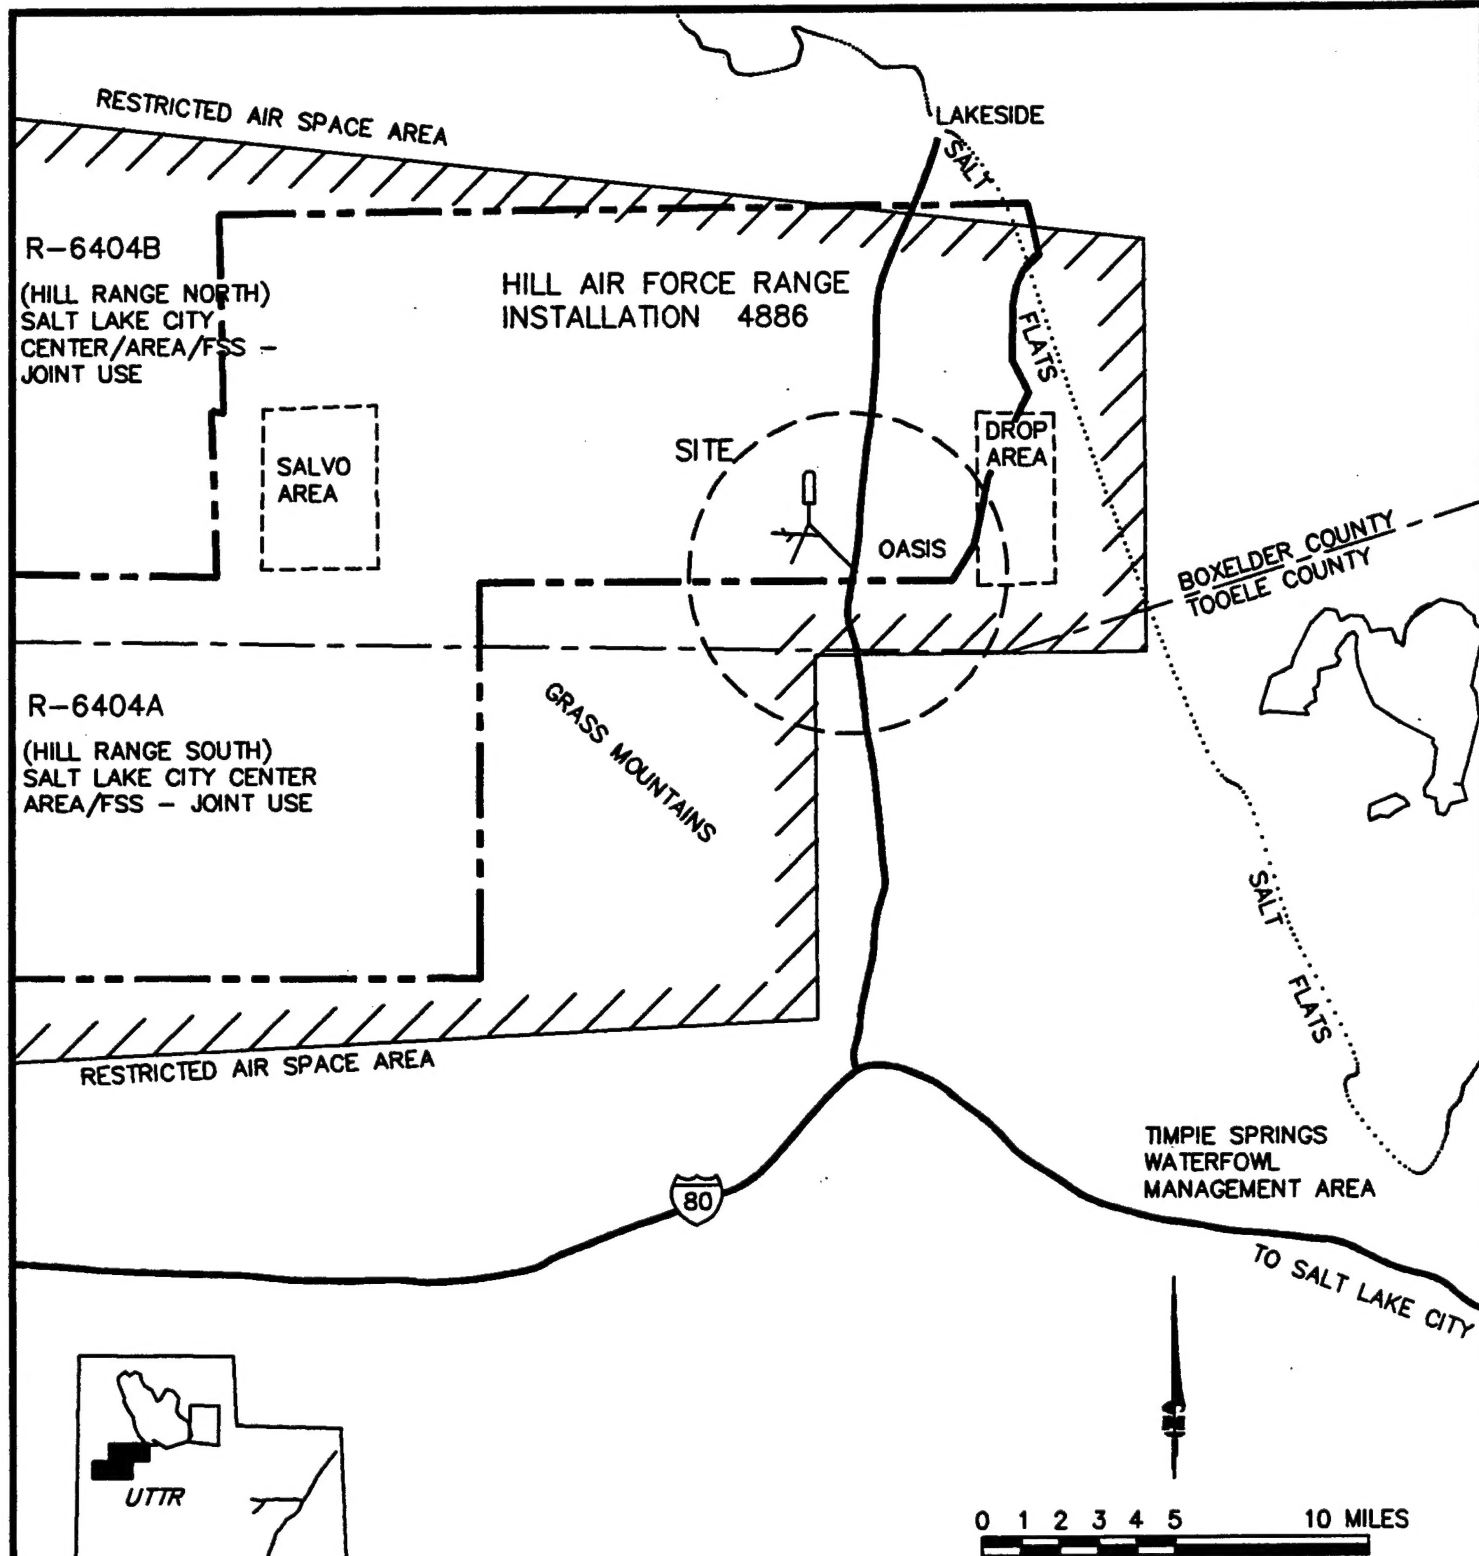 RESTRICTED AIR SPACE AREA
LAKESIDE
SALT
FLATS
R-6404B
(HILL RANGE NORTH)
SALT LAKE CITY
CENTER/AREA/FSS -
JOINT USE
HILL AIR FORCE RANGE
INSTALLATION 4886
SALVO
AREA
SITE
DROP
AREA
OASIS
BOXELDER COUNTY
TOOELE COUNTY
R-6404A
(HILL RANGE SOUTH)
SALT LAKE CITY CENTER
AREA/FSS - JOINT USE
GRASS MOUNTAINS
SALT
FLATS
RESTRICTED AIR SPACE AREA
80
TIMPIE SPRINGS
WATERFOWL
MANAGEMENT AREA
TO SALT LAKE CITY
UTTR
N
0 1 2 3 4 5 10 MILES